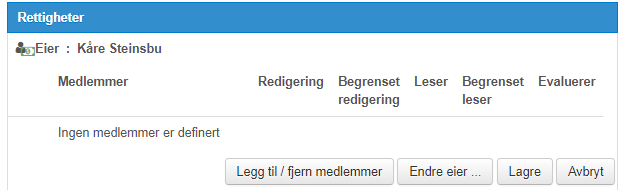 Rettigheter
Eier : Kåre Steinsbu
Medlemmer Redigering Begrenset redigering Leser Begrenset leser Evaluerer
Ingen medlemmer er definert
Legg til / fjern medlemmer Endre eier ... Lagre Avbryt